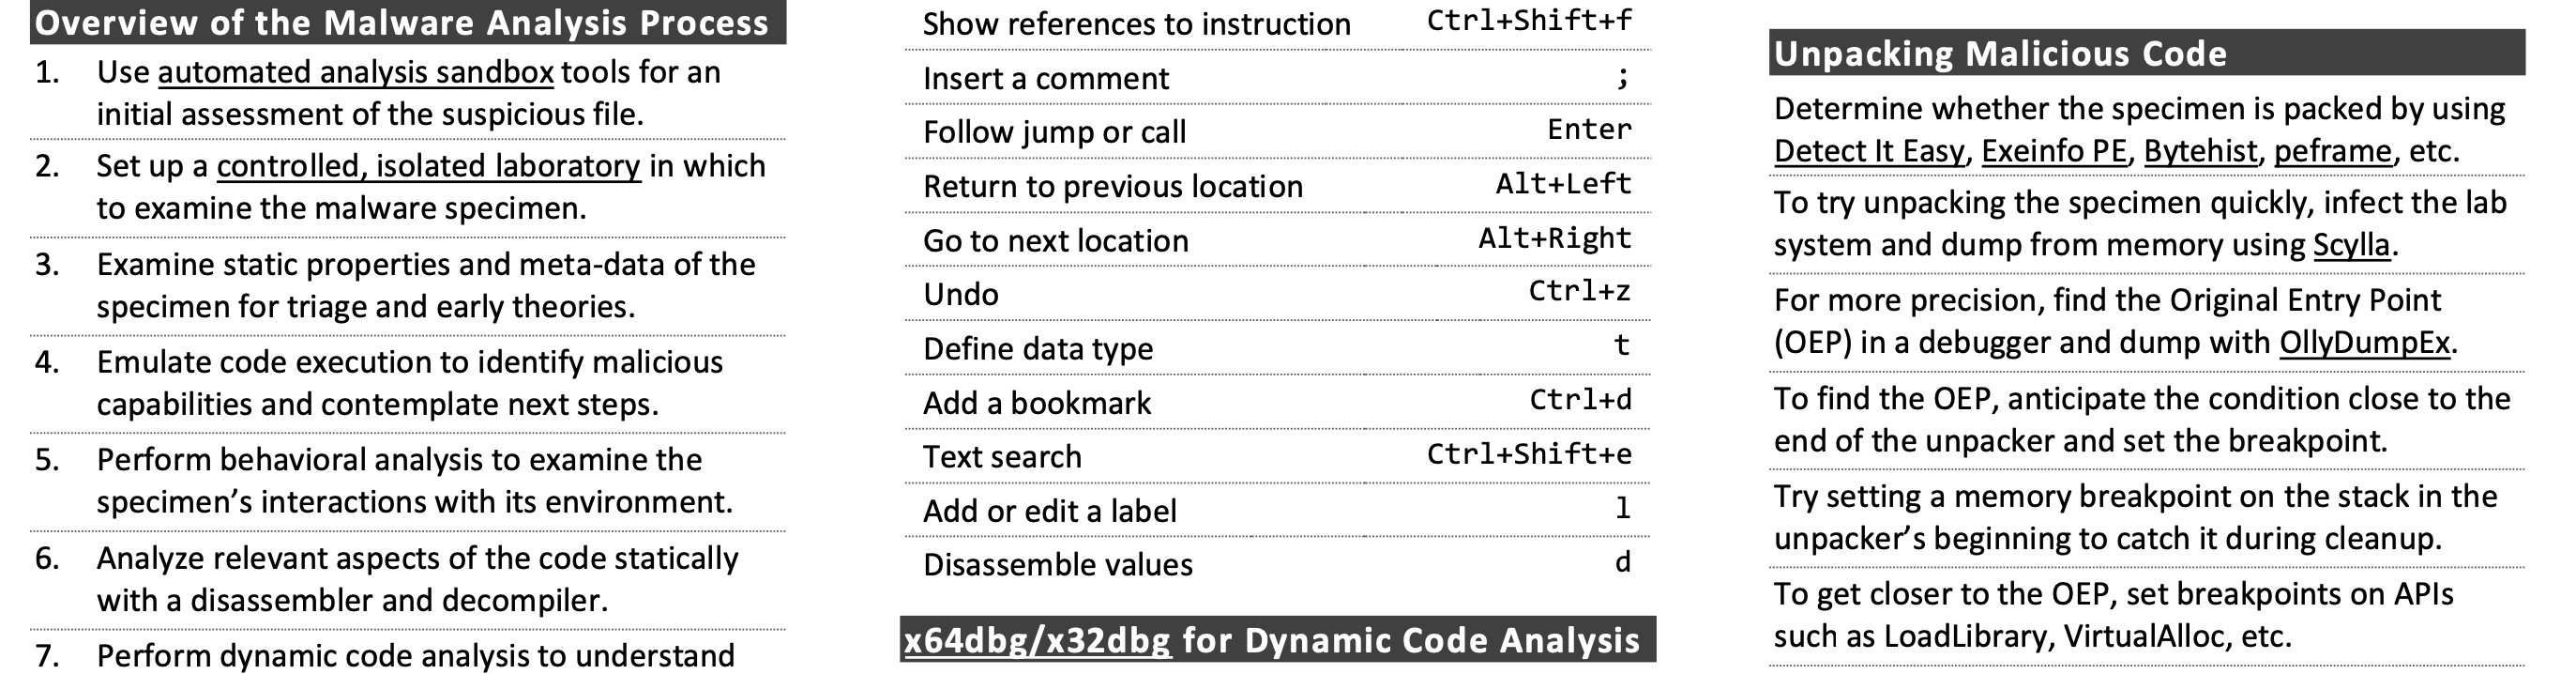 Overview of the Malware Analysis Process
1. Use automated analysis sandbox tools for an
initial assessment of the suspicious file.
2. Set up a controlled, isolated laboratory in which
to examine the malware specimen.
3. Examine static properties and meta-data of the
specimen for triage and early theories.
4. Emulate code execution to identify malicious
capabilities and contemplate next steps.
5. Perform behavioral analysis to examine the
specimen’s interactions with its environment.
6. Analyze relevant aspects of the code statically
with a disassembler and decompiler.
7. Perform dynamic code analysis to understand
Show references to instruction Ctrl+Shift+f
Insert a comment ;
Follow jump or call Enter
Return to previous location Alt+Left
Go to next location Alt+Right
Undo Ctrl+z
Define data type t
Add a bookmark Ctrl+d
Text search Ctrl+Shift+e
Add or edit a label l
Disassemble values d
x64dbg/x32dbg for Dynamic Code Analysis
Unpacking Malicious Code
Determine whether the specimen is packed by using
Detect It Easy, Exeinfo PE, Bytehist, peframe, etc.
To try unpacking the specimen quickly, infect the lab
system and dump from memory using Scylla.
For more precision, find the Original Entry Point
(OEP) in a debugger and dump with OllyDumpEx.
To find the OEP, anticipate the condition close to the
end of the unpacker and set the breakpoint.
Try setting a memory breakpoint on the stack in the
unpacker’s beginning to catch it during cleanup.
To get closer to the OEP, set breakpoints on APIs
such as LoadLibrary, VirtualAlloc, etc.